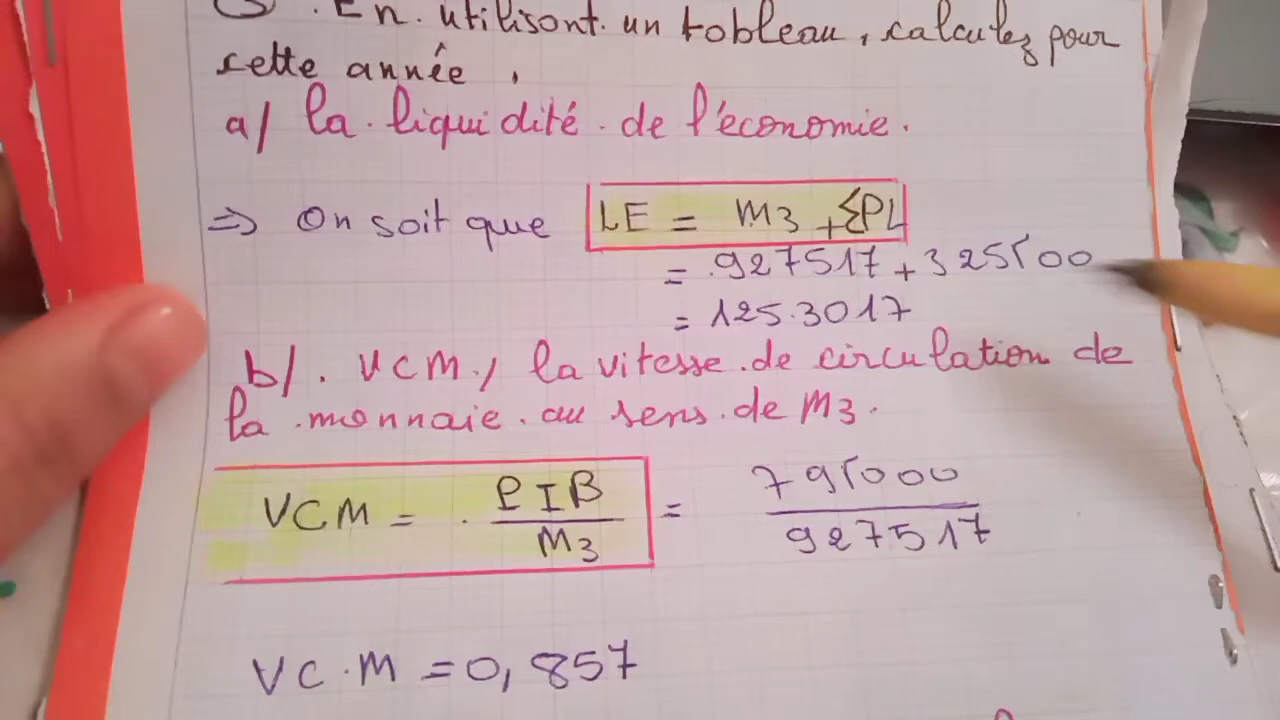 . En. utilisont. un tobleau, calculez pour
cette année,
a/ la. liquidité. de l'économie.
=> On soit que LE = M3 + ΣPL
= .927517 + 325500
= 125.3017
b/. VCM, la vitesse. de circulation de
la. monnaie. au sens. de M3.
VCM = . PIB / M3 = 795000 / 927517
VC.M = 0,857